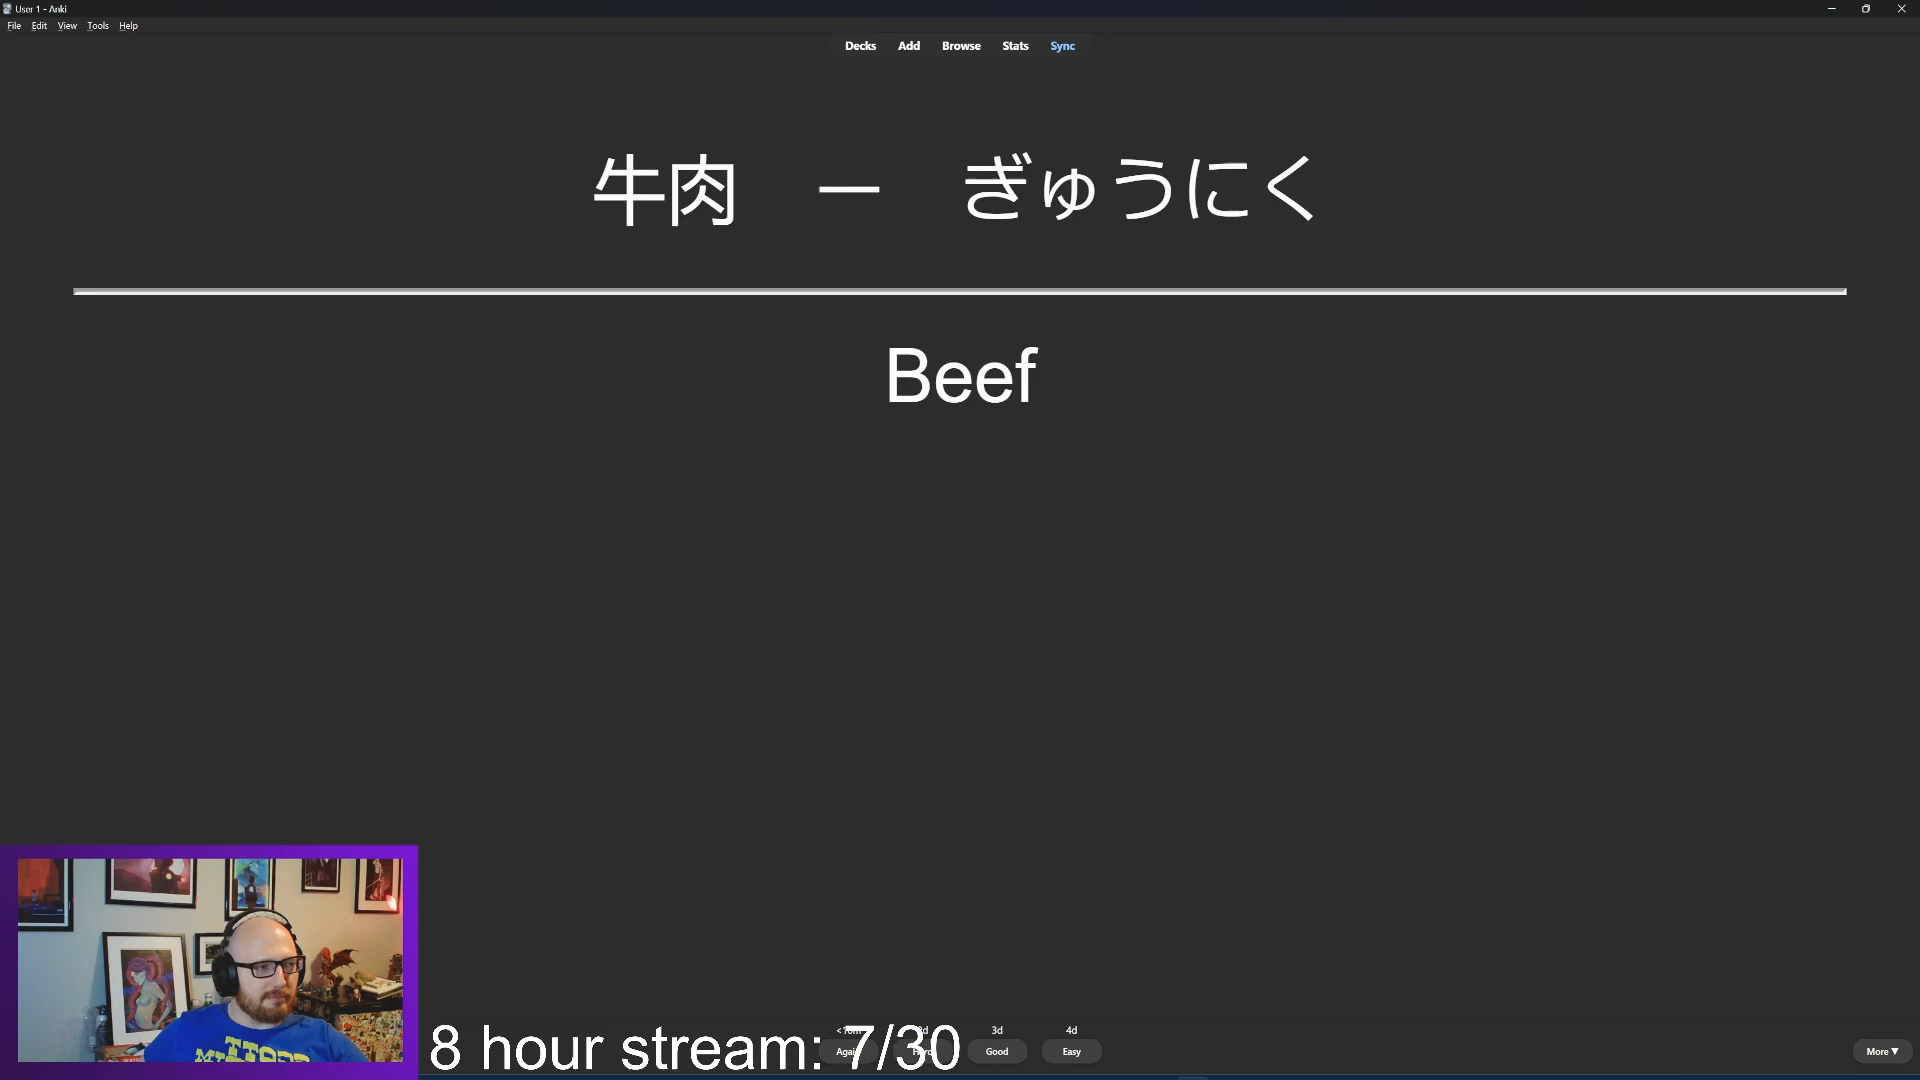 User 1 - Anki
File Edit View Tools Help
Decks Add Browse Stats Sync
牛肉 ー ぎゅうにく
Beef
3d 4d
8 hour stream: 7/30
Good Easy
More ▼